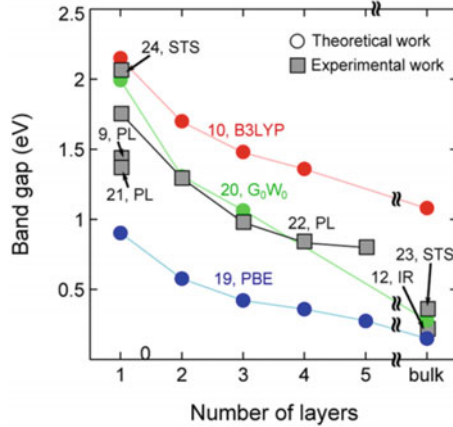 Theoretical work
Experimental work
24, STS
9, PL
21, PL
10, B3LYP
20, G₀W₀
22, PL
23, STS
12, IR
19, PBE
Band gap (eV)
2.5
2
1.5
1
0.5
0
1 2 3 4 5 bulk
Number of layers